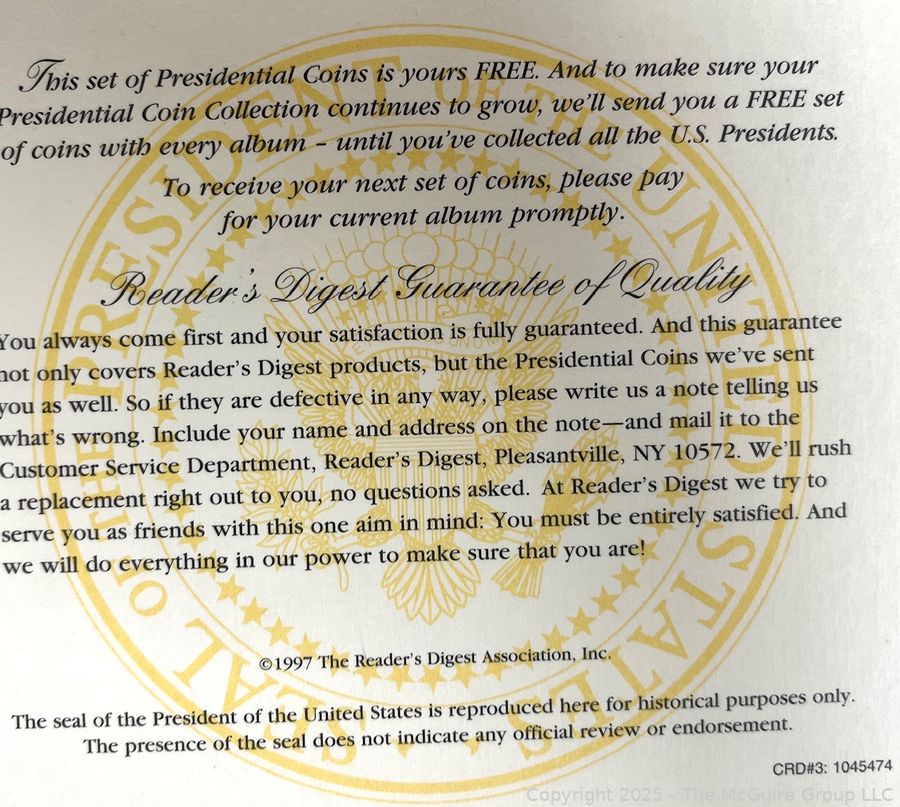 This set of Presidential Coins is yours FREE. And to make sure your
Presidential Coin Collection continues to grow, we'll send you a FREE set
of coins with every album – until you've collected all the U.S. Presidents.
To receive your next set of coins, please pay
for your current album promptly.
Reader's Digest Guarantee of Quality
You always come first and your satisfaction is fully guaranteed. And this guarantee
not only covers Reader's Digest products, but the Presidential Coins we've sent
you as well. So if they are defective in any way, please write us a note telling us
what's wrong. Include your name and address on the note—and mail it to the
Customer Service Department, Reader's Digest, Pleasantville, NY 10572. We'll rush
a replacement right out to you, no questions asked. At Reader's Digest we try to
serve you as friends with this one aim in mind: You must be entirely satisfied. And
we will do everything in our power to make sure that you are!
©1997 The Reader's Digest Association, Inc.
The seal of the President of the United States is reproduced here for historical purposes only.
The presence of the seal does not indicate any official review or endorsement.
CRD#3: 1045474
SEAL OF THE PRESIDENT OF THE UNITED STATES
Copyright 2025 - The McGuire Group LLC